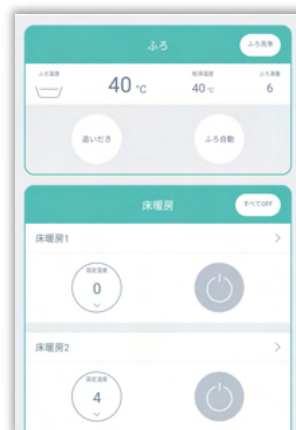 ふろ
ふろ洗浄
ふろ温度
40 ℃
給湯温度
40 ℃
ふろ湯量
6
追いだき
ふろ自動
床暖房
すべてOFF
床暖房1
設定温度
0
床暖房2
設定温度
4